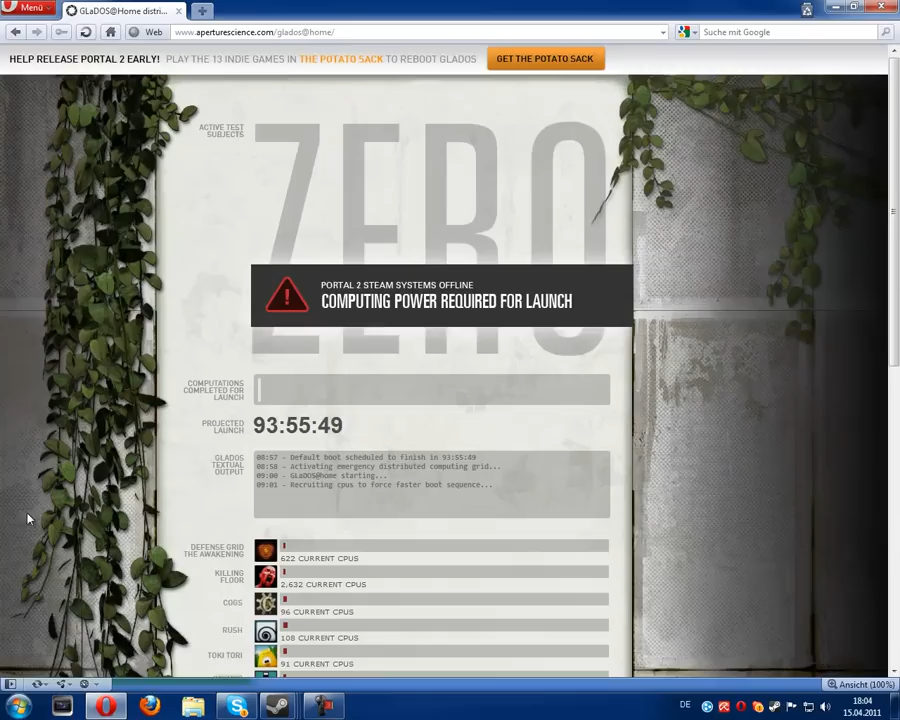 Menü
GLaDOS@Home distri...
Web
www.aperturescience.com/glados@home/
Suche mit Google
HELP RELEASE PORTAL 2 EARLY! PLAY THE 13 INDIE GAMES IN THE POTATO SACK TO REBOOT GLADOS
GET THE POTATO SACK
ACTIVE TEST
SUBJECTS
ZERO
PORTAL 2 STEAM SYSTEMS OFFLINE
COMPUTING POWER REQUIRED FOR LAUNCH
COMPUTATIONS
COMPLETED FOR
LAUNCH
PROJECTED
LAUNCH
93:55:49
GLADOS
TEXTUAL
OUTPUT
08:57 - Default boot scheduled to finish in 93:55:49
08:58 - Activating emergency distributed computing grid...
09:00 - GLaDOS@home starting...
09:01 - Recruiting cpus to force faster boot sequence...
DEFENSE GRID
THE AWAKENING
622 CURRENT CPUS
KILLING
FLOOR
2,632 CURRENT CPUS
COGS
96 CURRENT CPUS
RUSH
108 CURRENT CPUS
TOKI TORI
91 CURRENT CPUS
Ansicht (100%)
DE
18:04
15.04.2011